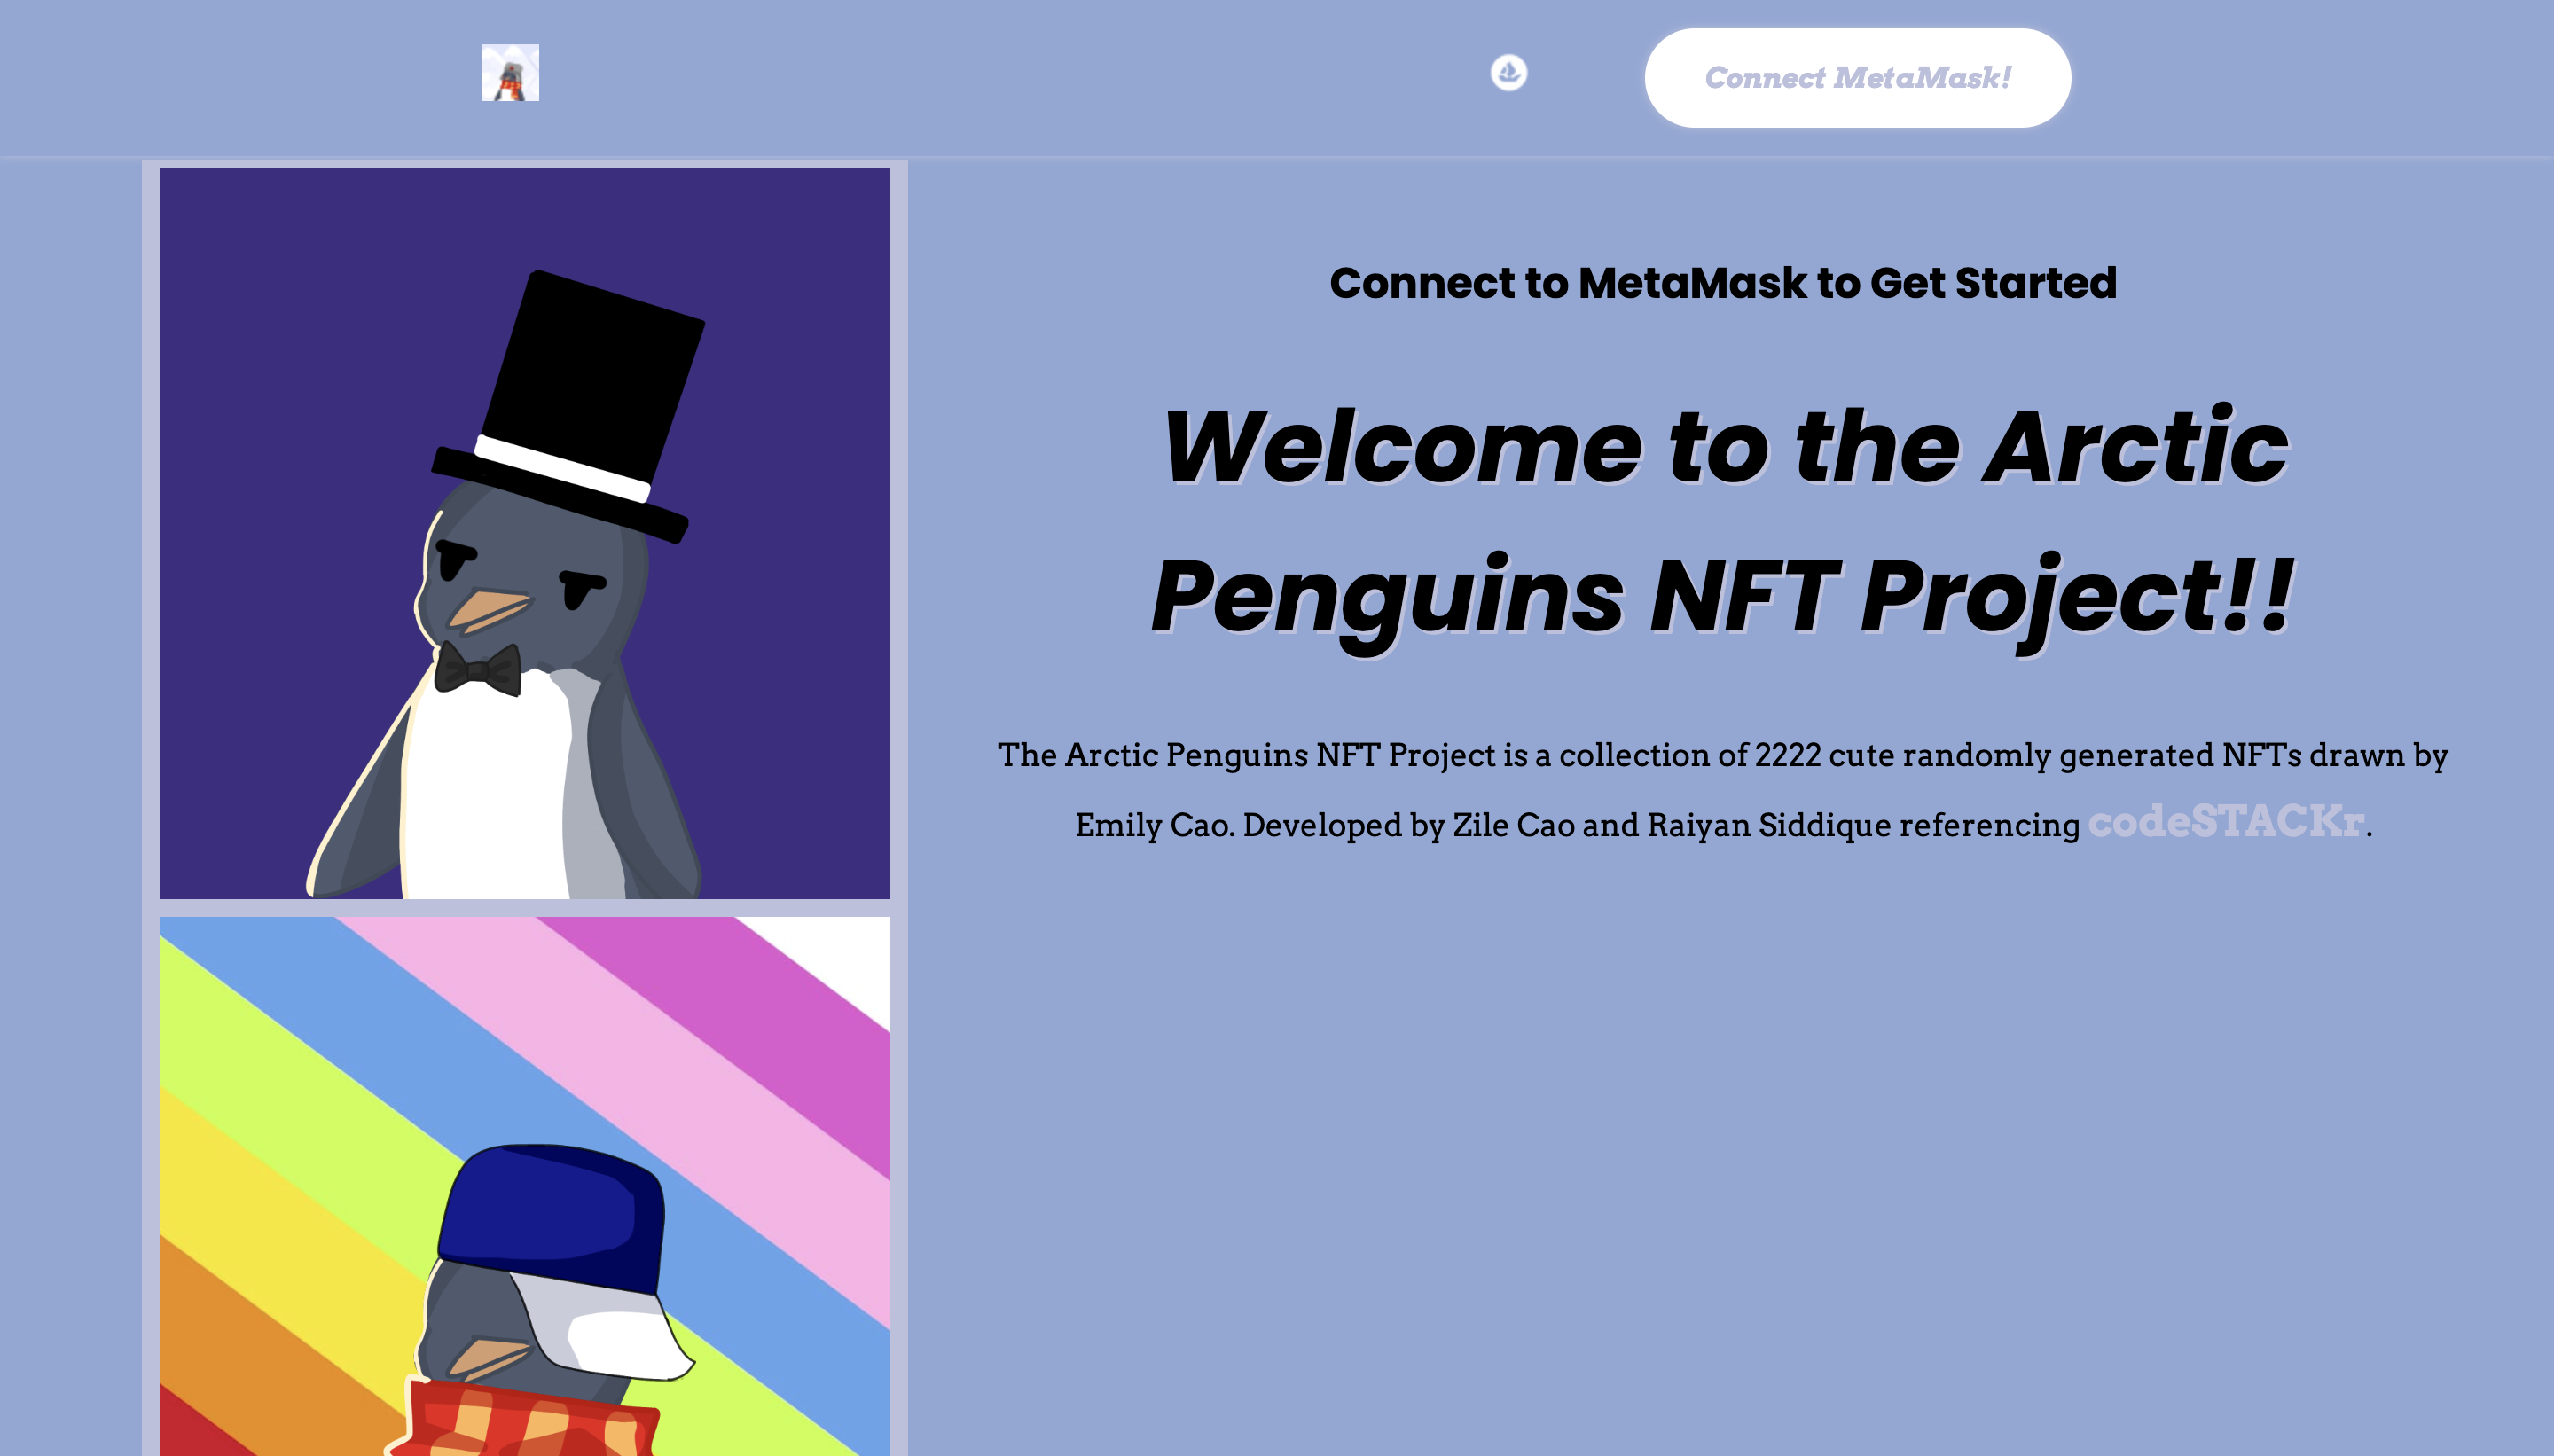 Connect MetaMask!
Connect to MetaMask to Get Started
Welcome to the Arctic
Penguins NFT Project!!
The Arctic Penguins NFT Project is a collection of 2222 cute randomly generated NFTs drawn by
Emily Cao. Developed by Zile Cao and Raiyan Siddique referencing codeSTACKr.